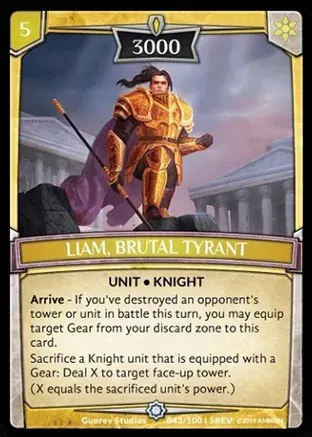 5
3000
LIAM, BRUTAL TYRANT
UNIT • KNIGHT
Arrive - If you've destroyed an opponent's
tower or unit in battle this turn, you may equip
target Gear from your discard zone to this
card.
Sacrifice a Knight unit that is equipped with a
Gear: Deal X to target face-up tower.
(X equals the sacrificed unit's power.)
Gunrev Studios
043/100 | SREV
©2019